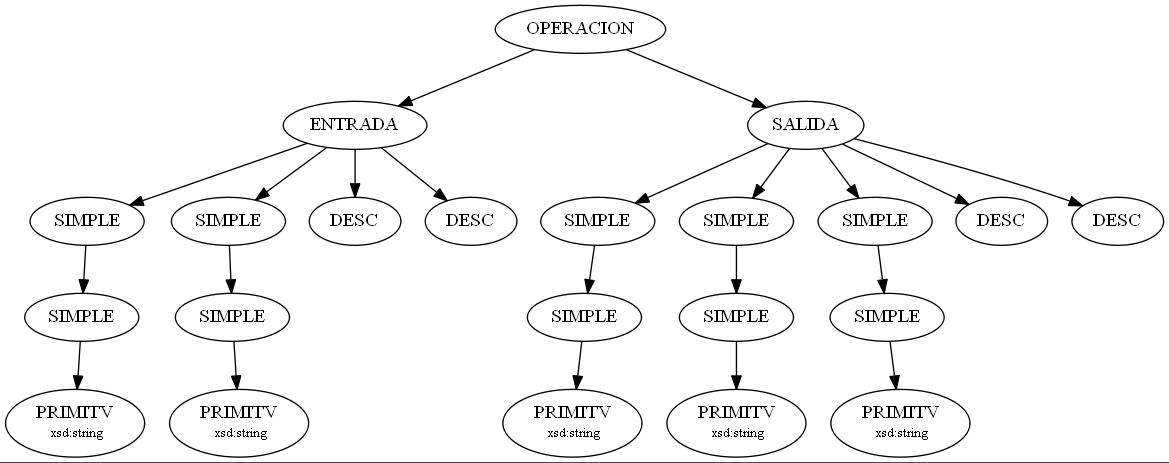 OPERACION
ENTRADA
SALIDA
SIMPLE
SIMPLE
DESC
DESC
SIMPLE
SIMPLE
SIMPLE
DESC
DESC
SIMPLE
SIMPLE
SIMPLE
SIMPLE
SIMPLE
PRIMITV
xsd:string
PRIMITV
xsd:string
PRIMITV
xsd:string
PRIMITV
xsd:string
PRIMITV
xsd:string